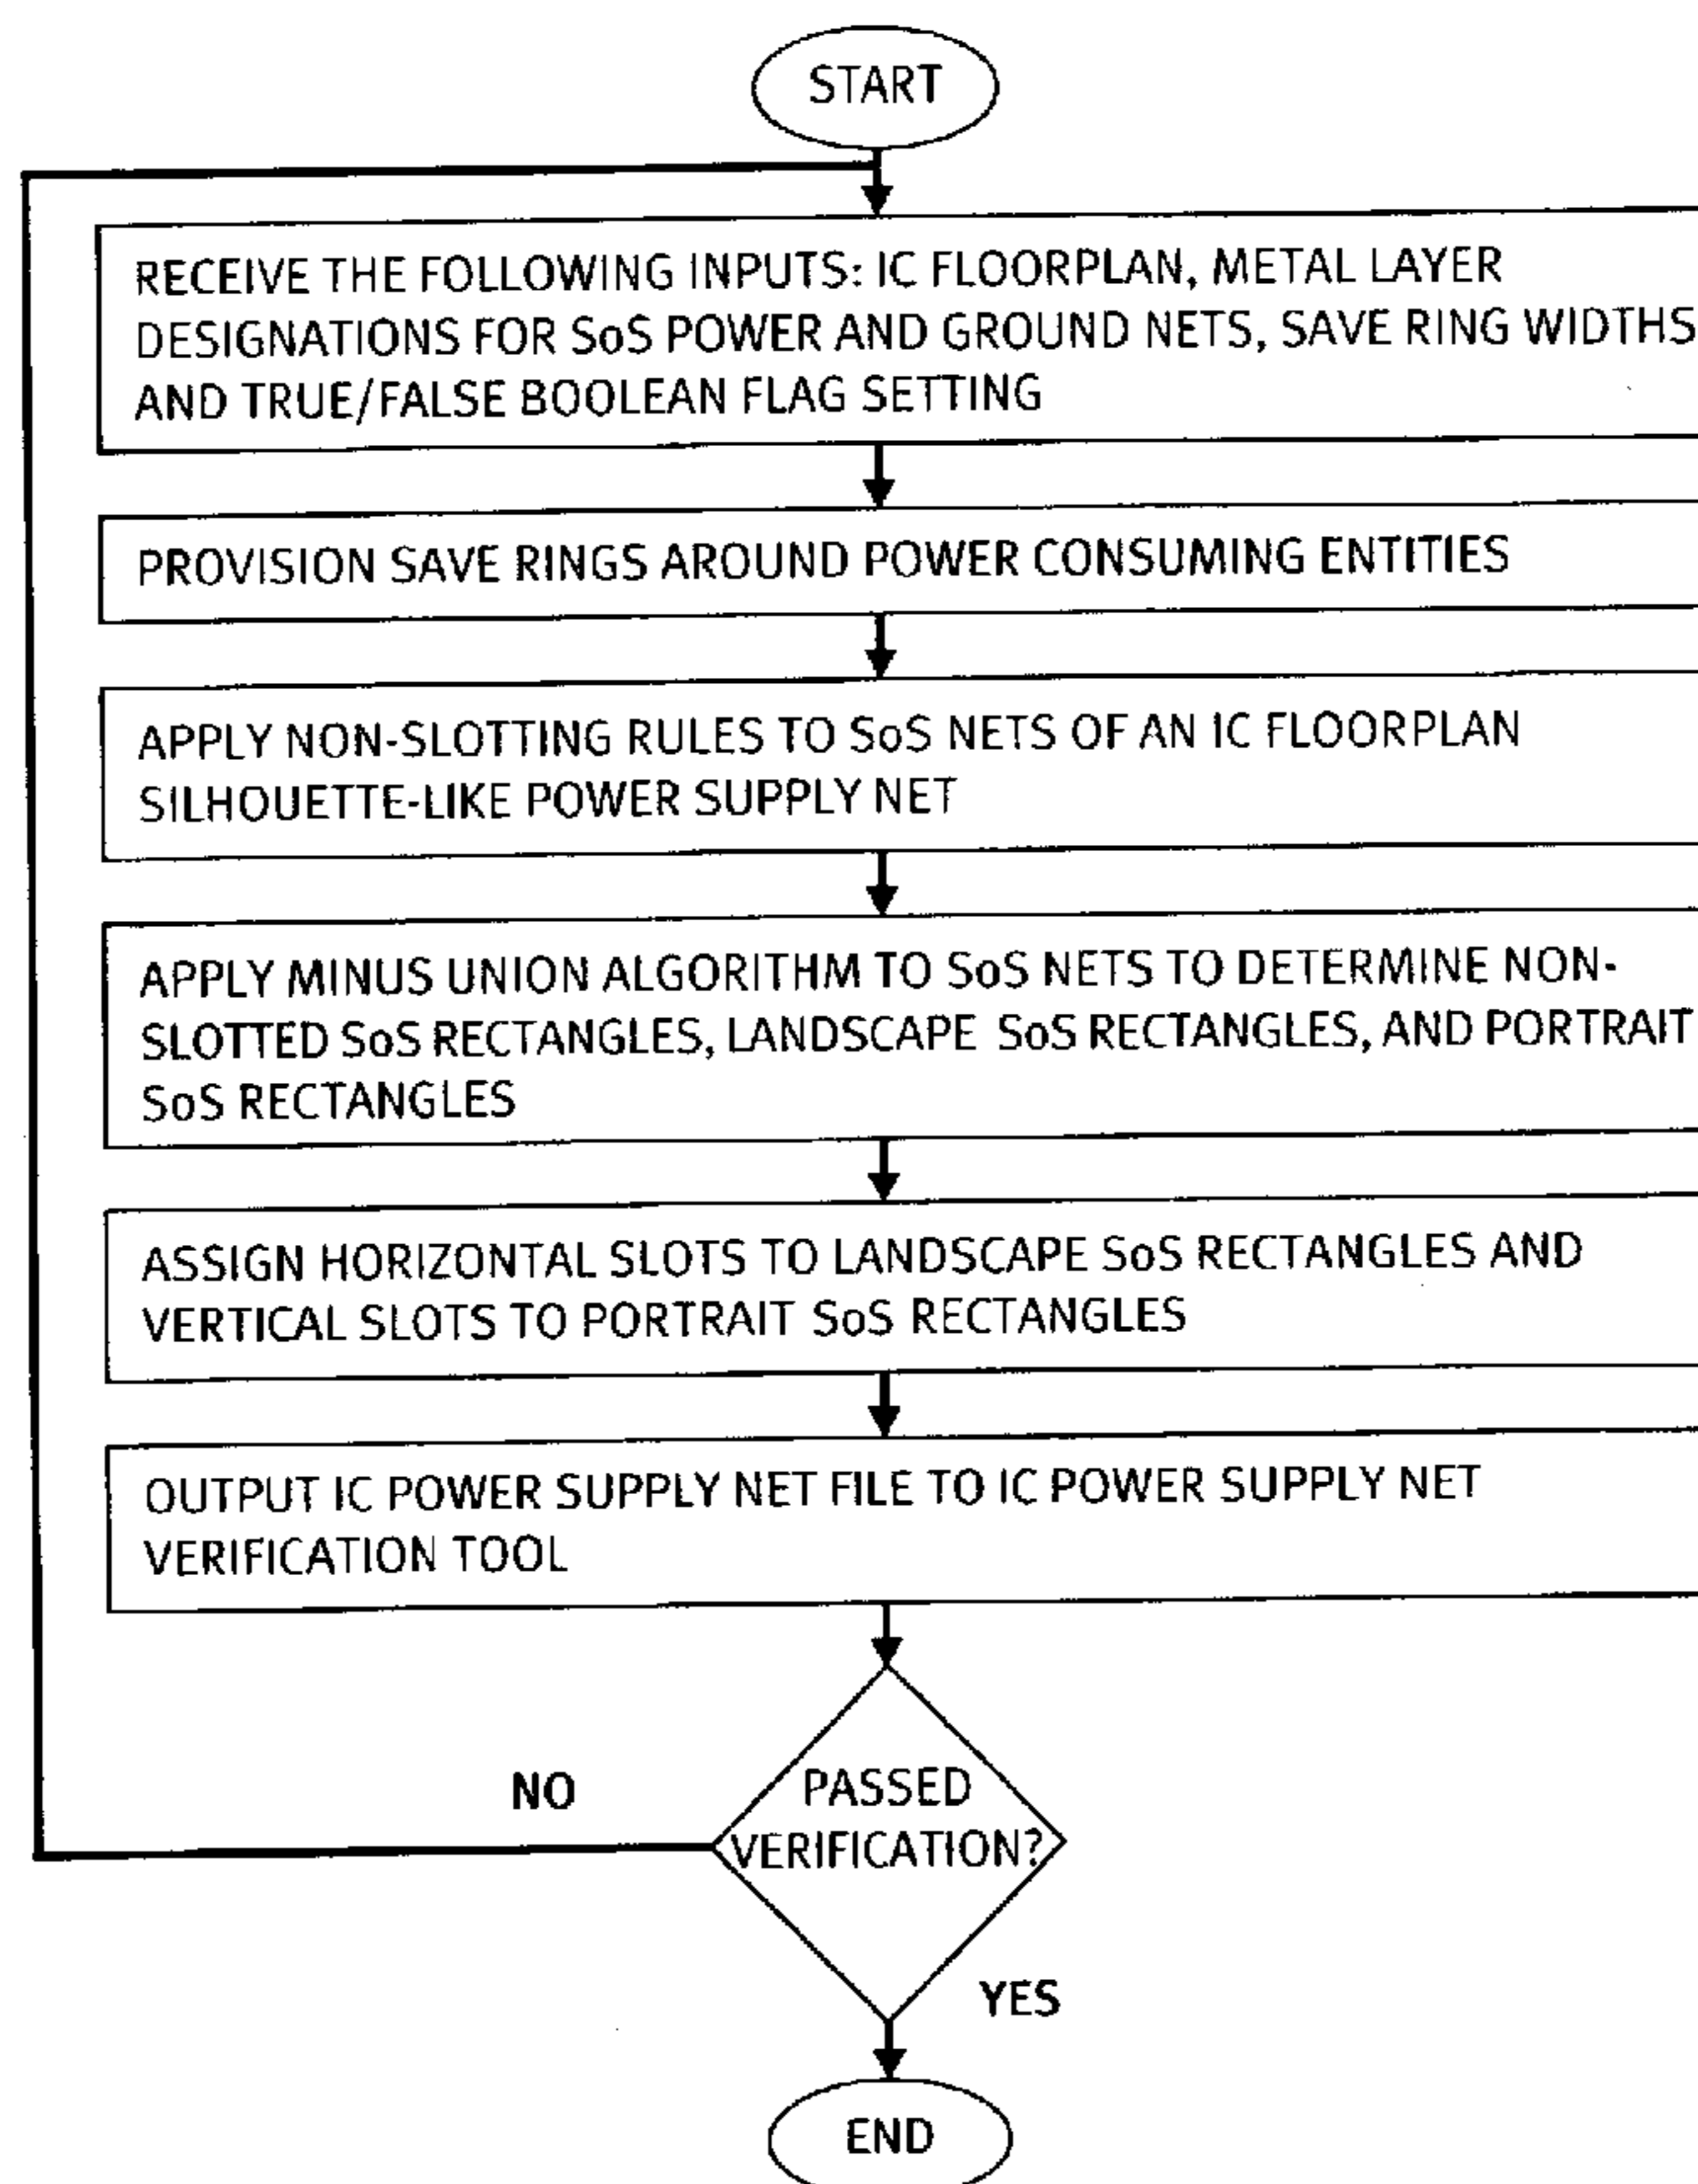 START
RECEIVE THE FOLLOWING INPUTS: IC FLOORPLAN, METAL LAYER
DESIGNATIONS FOR SoS POWER AND GROUND NETS, SAVE RING WIDTHS
AND TRUE/FALSE BOOLEAN FLAG SETTING
PROVISION SAVE RINGS AROUND POWER CONSUMING ENTITIES
APPLY NON-SLOTTING RULES TO SoS NETS OF AN IC FLOORPLAN
SILHOUETTE-LIKE POWER SUPPLY NET
APPLY MINUS UNION ALGORITHM TO SoS NETS TO DETERMINE NON-
SLOTTED SoS RECTANGLES, LANDSCAPE SoS RECTANGLES, AND PORTRAIT
SoS RECTANGLES
ASSIGN HORIZONTAL SLOTS TO LANDSCAPE SoS RECTANGLES AND
VERTICAL SLOTS TO PORTRAIT SoS RECTANGLES
OUTPUT IC POWER SUPPLY NET FILE TO IC POWER SUPPLY NET
VERIFICATION TOOL
NO
PASSED
VERIFICATION?
YES
END